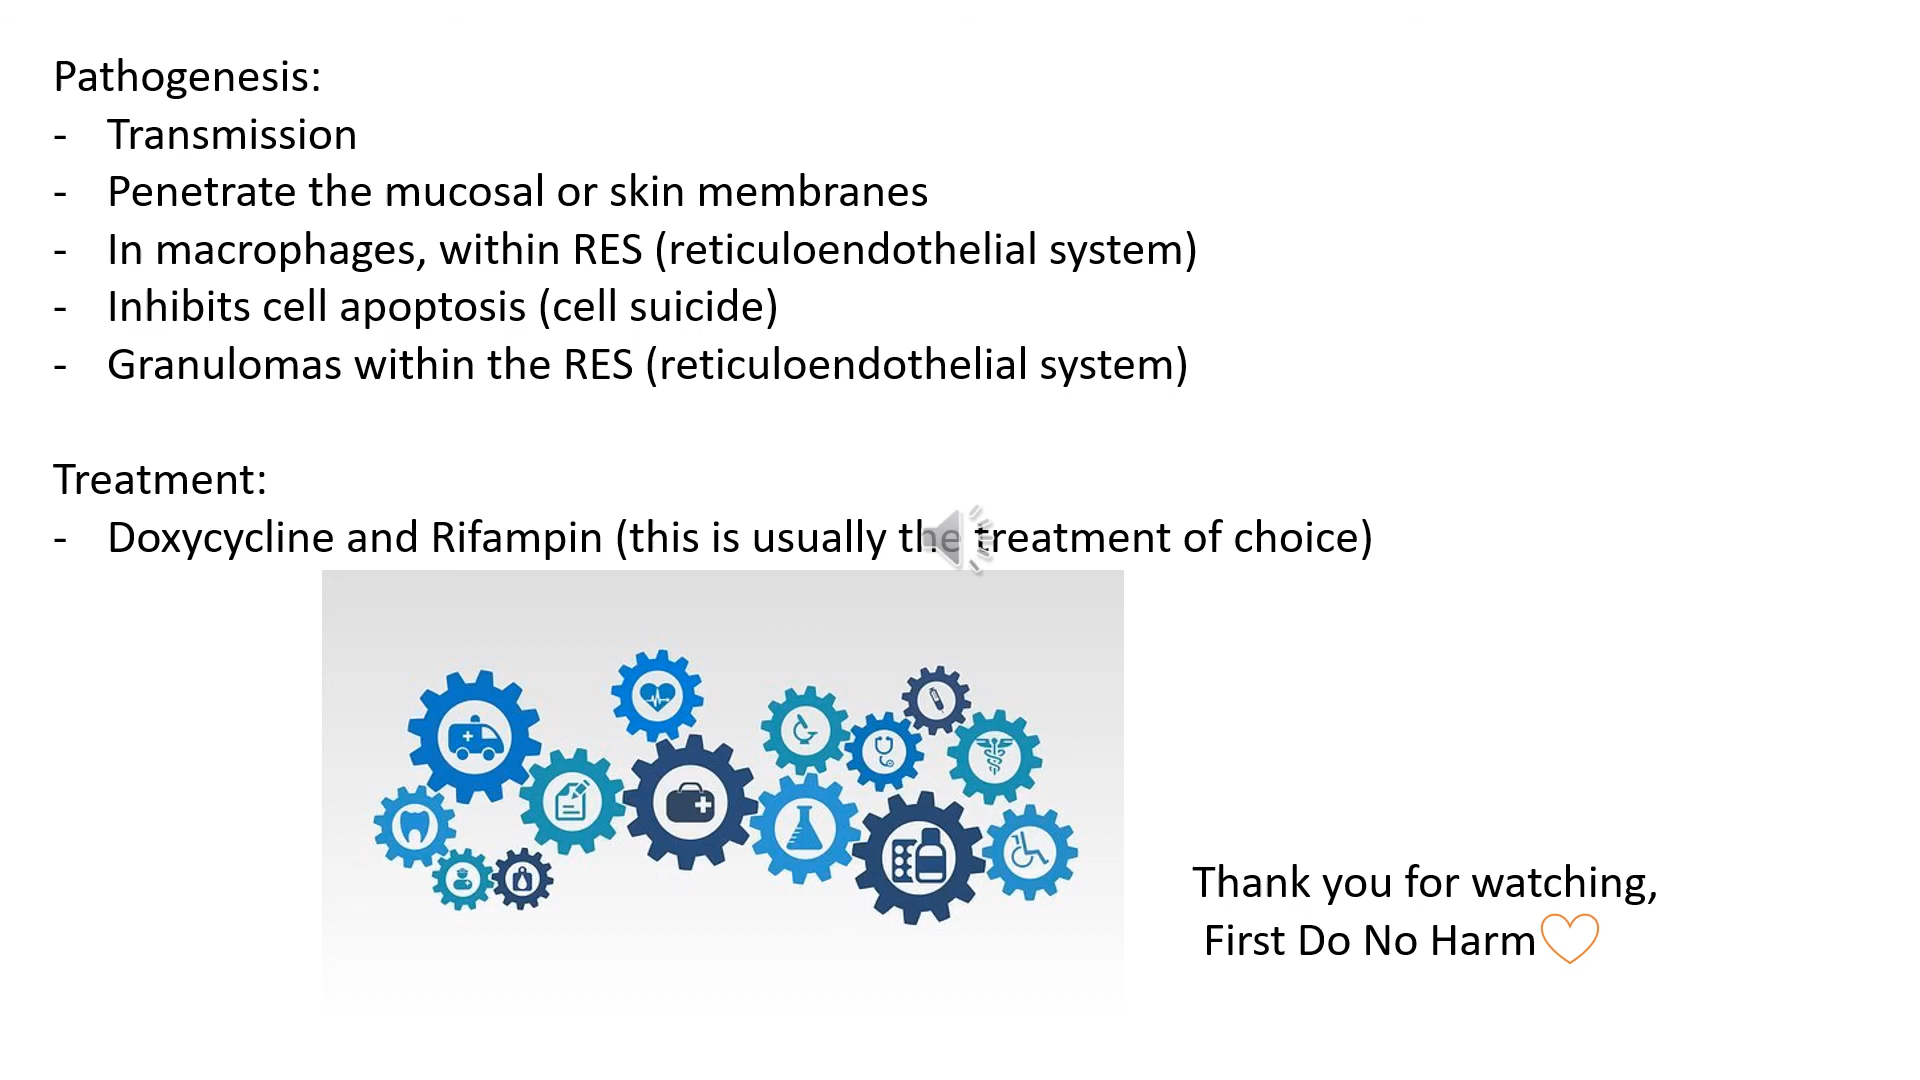 Pathogenesis:
- Transmission
- Penetrate the mucosal or skin membranes
- In macrophages, within RES (reticuloendothelial system)
- Inhibits cell apoptosis (cell suicide)
- Granulomas within the RES (reticuloendothelial system)
Treatment:
- Doxycycline and Rifampin (this is usually the treatment of choice)
Thank you for watching,
First Do No Harm